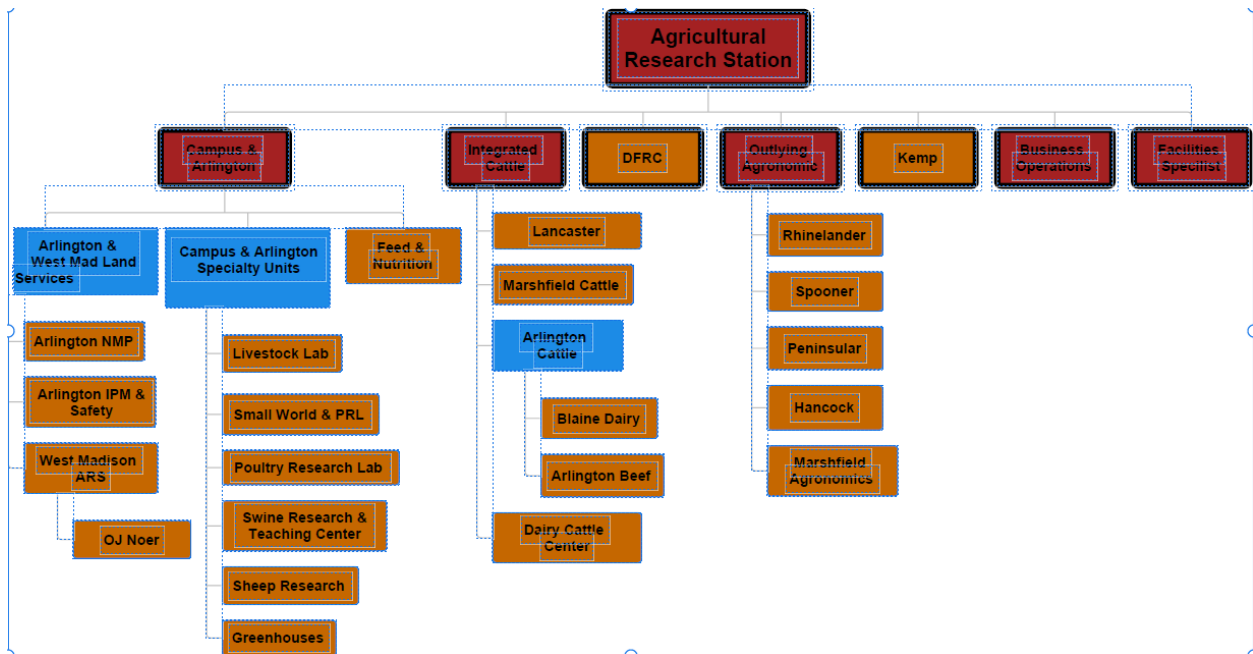 Agricultural
Research Station
Campus &
Arlington
Integrated
Cattle
DFRC
Outlying
Agronomic
Kemp
Business
Operations
Facilities
Specilist
Arlington &
West Mad Land
Services
Campus & Arlington
Specialty Units
Feed &
Nutrition
Arlington NMP
Arlington IPM &
Safety
West Madison
ARS
OJ Noer
Livestock Lab
Small World & PRL
Poultry Research Lab
Swine Research &
Teaching Center
Sheep Research
Greenhouses
Lancaster
Marshfield Cattle
Arlington
Cattle
Blaine Dairy
Arlington Beef
Dairy Cattle
Center
Rhinelander
Spooner
Peninsular
Hancock
Marshfield
Agronomics